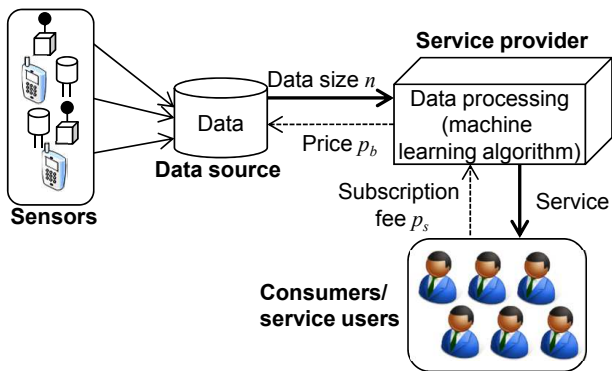 Service provider
Data size n
Data
Price p_b
Data processing
(machine
learning algorithm)
Data source
Sensors
Subscription
fee p_s
Service
Consumers/
service users